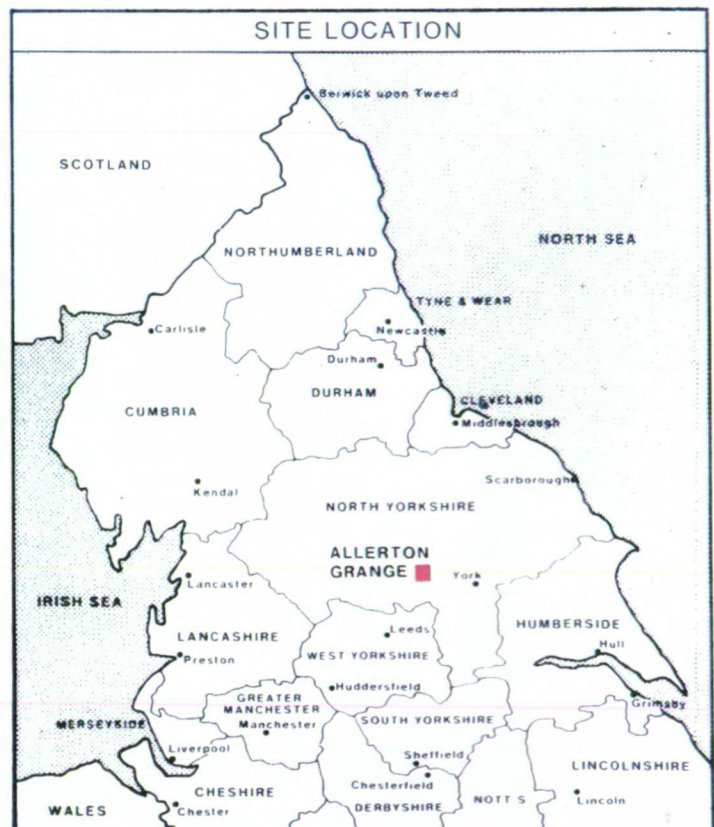 SITE LOCATION
Berwick upon Tweed
SCOTLAND
NORTH SEA
NORTHUMBERLAND
TYNE & WEAR
Carlisle
Newcastle
Durham
DURHAM
CLEVELAND
CUMBRIA
Middlesbrough
Kendal
Scarborough
NORTH YORKSHIRE
ALLERTON
GRANGE
York
Lancaster
IRISH SEA
HUMBERSIDE
LANCASHIRE
Leeds
Hull
WEST YORKSHIRE
Preston
Huddersfield
GREATER
MANCHESTER
Grimsby
MERSEYSIDE
Manchester
SOUTH YORKSHIRE
Liverpool
Sheffield
LINCOLNSHIRE
CHESHIRE
Chesterfield
NOTTS
Lincoln
WALES
Chester
DERBYSHIRE